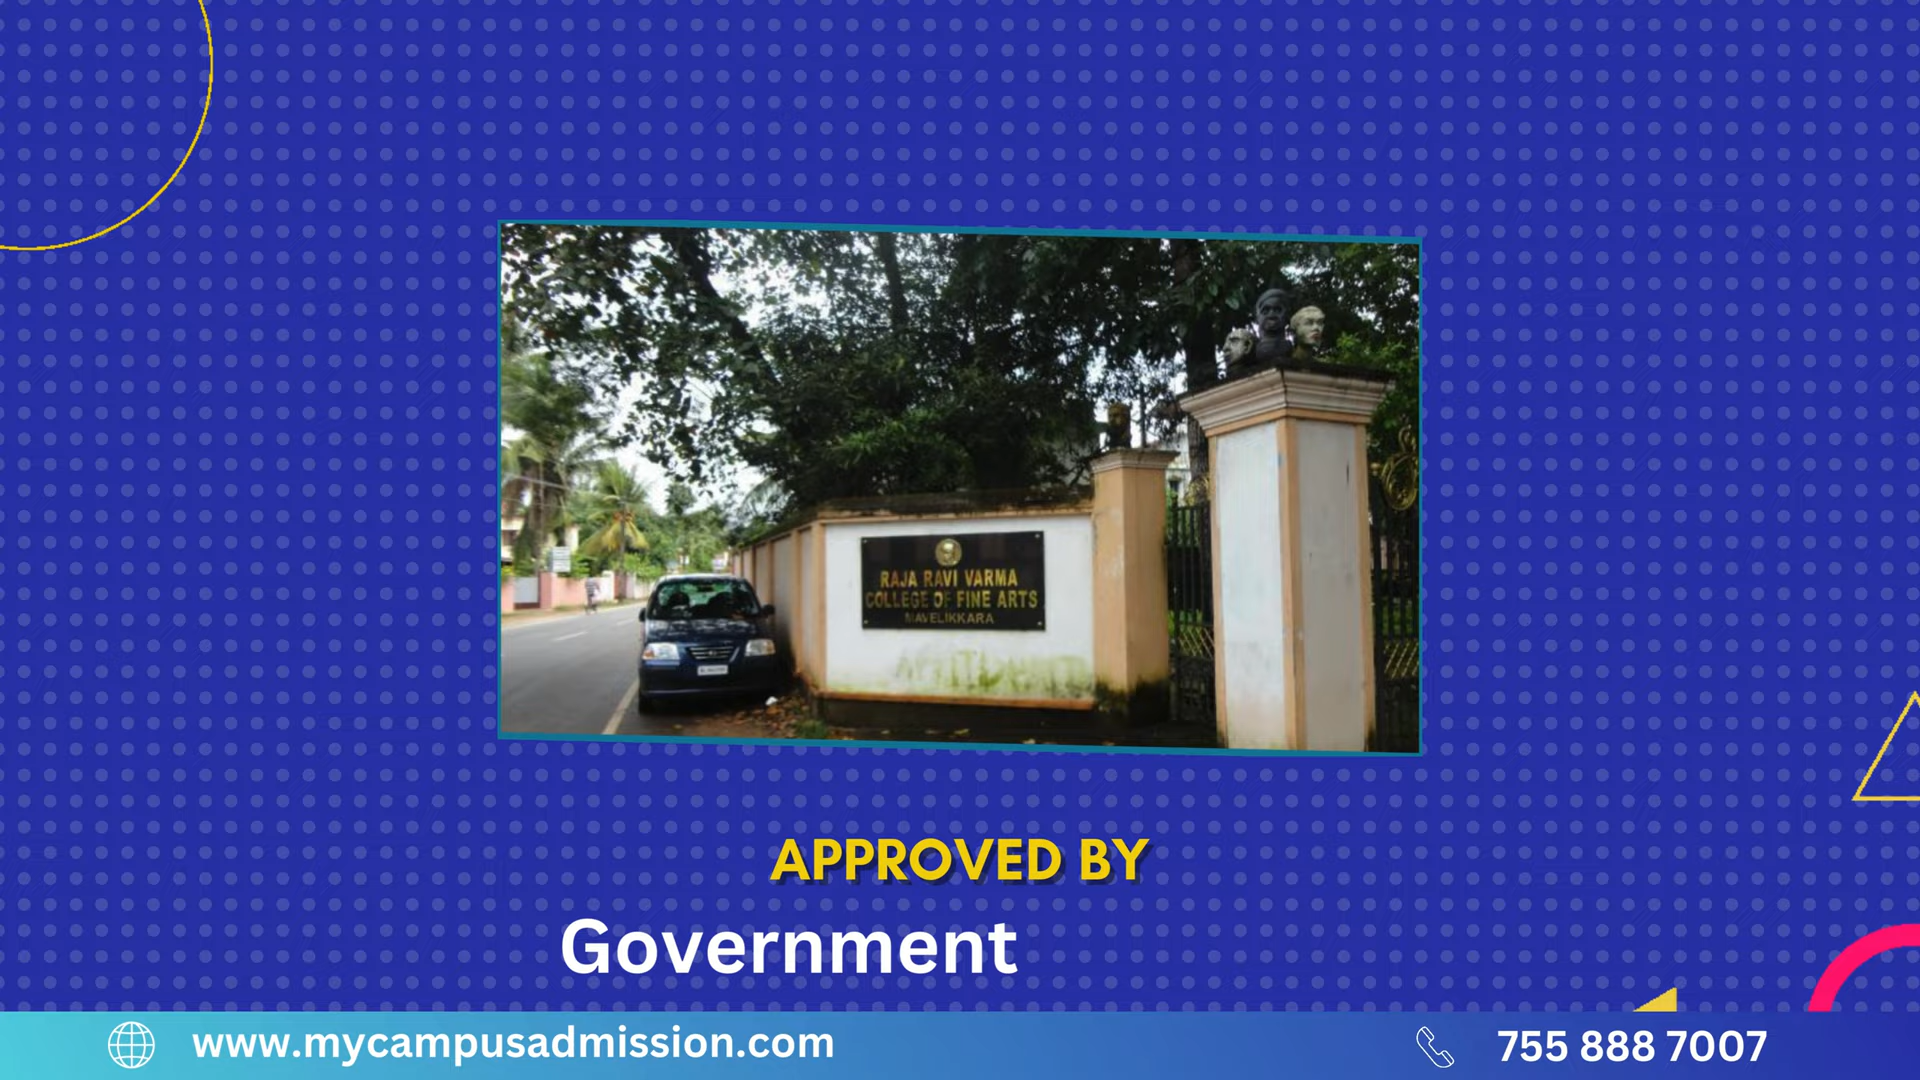 RAJA RAVI VARMA
COLLEGE OF FINE ARTS
MAVELIKKARA
APPROVED BY
Government
www.mycampusadmission.com
755 888 7007